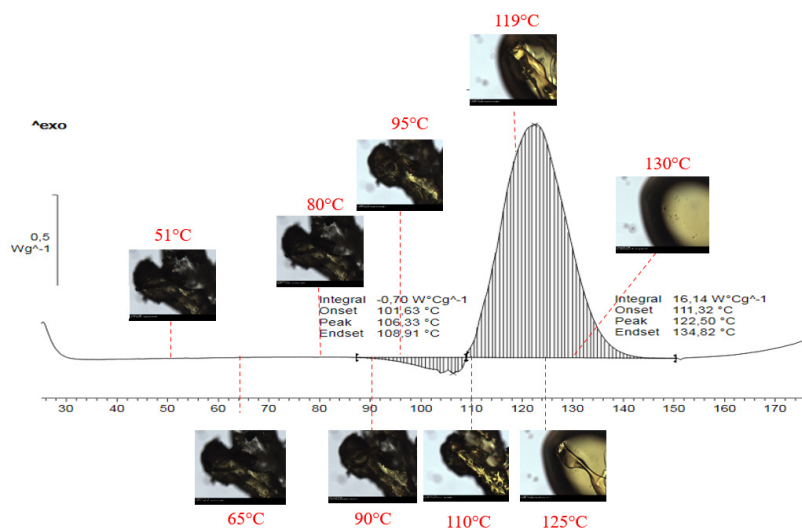 119°C
^exo
95°C
130°C
80°C
0,5
Wg^-1
51°C
Integral -0,70 W°Cg^-1
Onset 101,63 °C
Peak 106,33 °C
Endset 108,91 °C
Integral 16,14 W°Cg^-1
Onset 111,32 °C
Peak 122,50 °C
Endset 134,82 °C
30 40 50 60 70 80 90 100 110 120 130 140 150 160 170
65°C
90°C
110°C
125°C